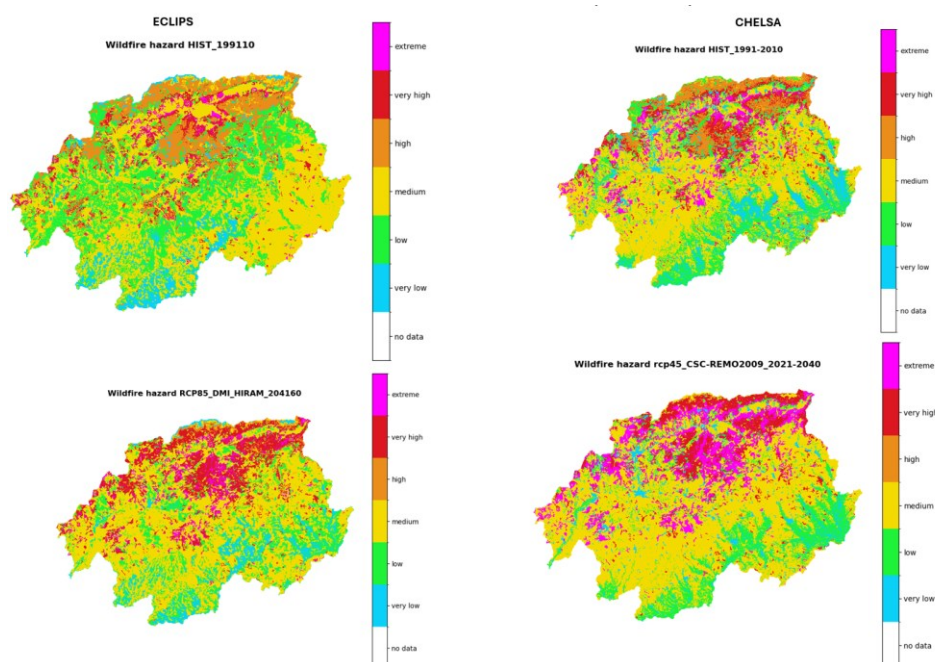 ECLIPS
Wildfire hazard HIST_199110
extreme
very high
high
medium
low
very low
no data
CHELSA
Wildfire hazard HIST_1991-2010
extreme
very high
high
medium
low
very low
no data
Wildfire hazard RCP85_DMI_HIRAM_204160
extreme
very high
high
medium
low
very low
no data
Wildfire hazard rcp45_CSC-REMO2009_2021-2040
extreme
very high
high
medium
low
very low
no data